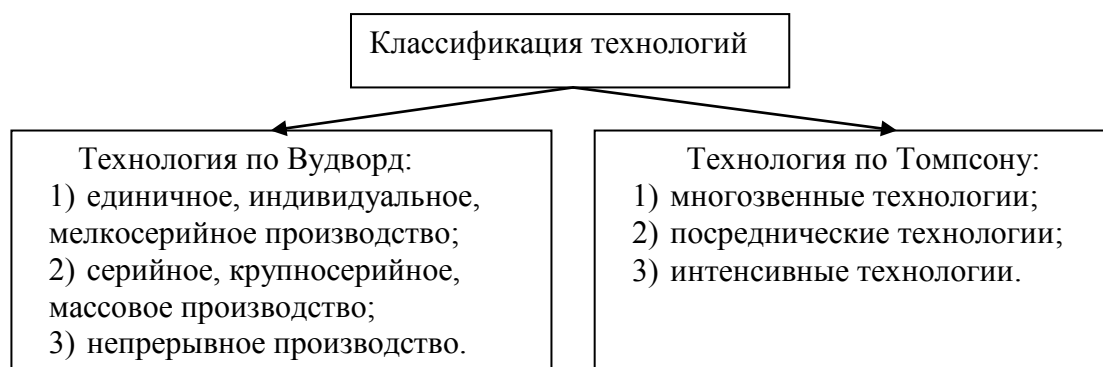 Классификация технологий
Технология по Вудворд:
1) единичное, индивидуальное,
мелкосерийное производство;
2) серийное, крупносерийное,
массовое производство;
3) непрерывное производство.
Технология по Томпсону:
1) многозвенные технологии;
2) посреднические технологии;
3) интенсивные технологии.